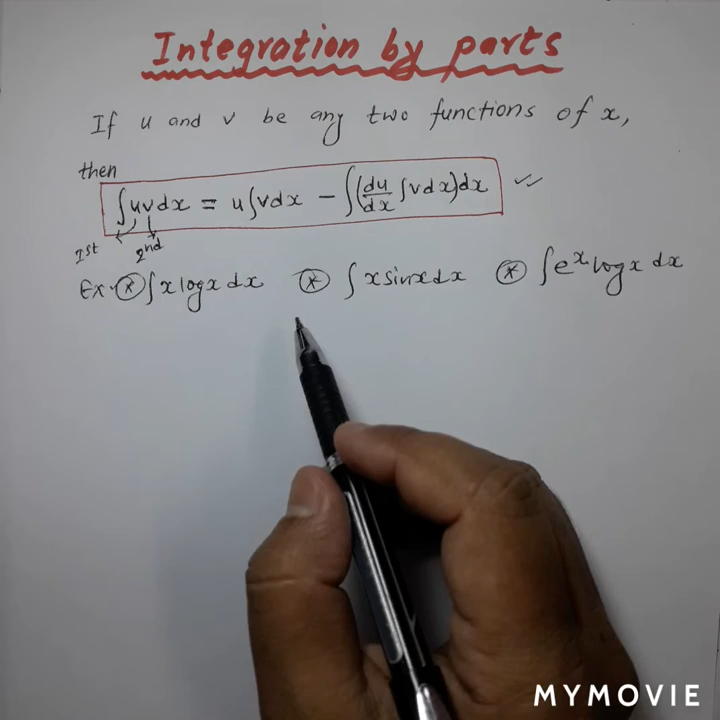 Integration by parts
If u and v be any two functions of x,
then
∫uvdx = u∫vdx − ∫(du/dx ∫vdx)dx
1st 2nd
Ex. ⊛ ∫x logx dx ⊛ ∫x sinx dx ⊛ ∫e^x logx dx
MYMOVIE